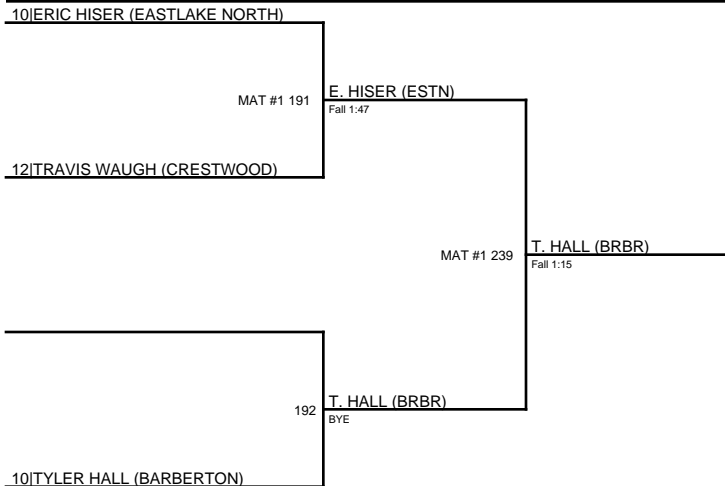 10|ERIC HISER (EASTLAKE NORTH)
MAT #1 191
E. HISER (ESTN)
Fall 1:47
12|TRAVIS WAUGH (CRESTWOOD)
MAT #1 239
T. HALL (BRBR)
Fall 1:15
192
T. HALL (BRBR)
BYE
10|TYLER HALL (BARBERTON)